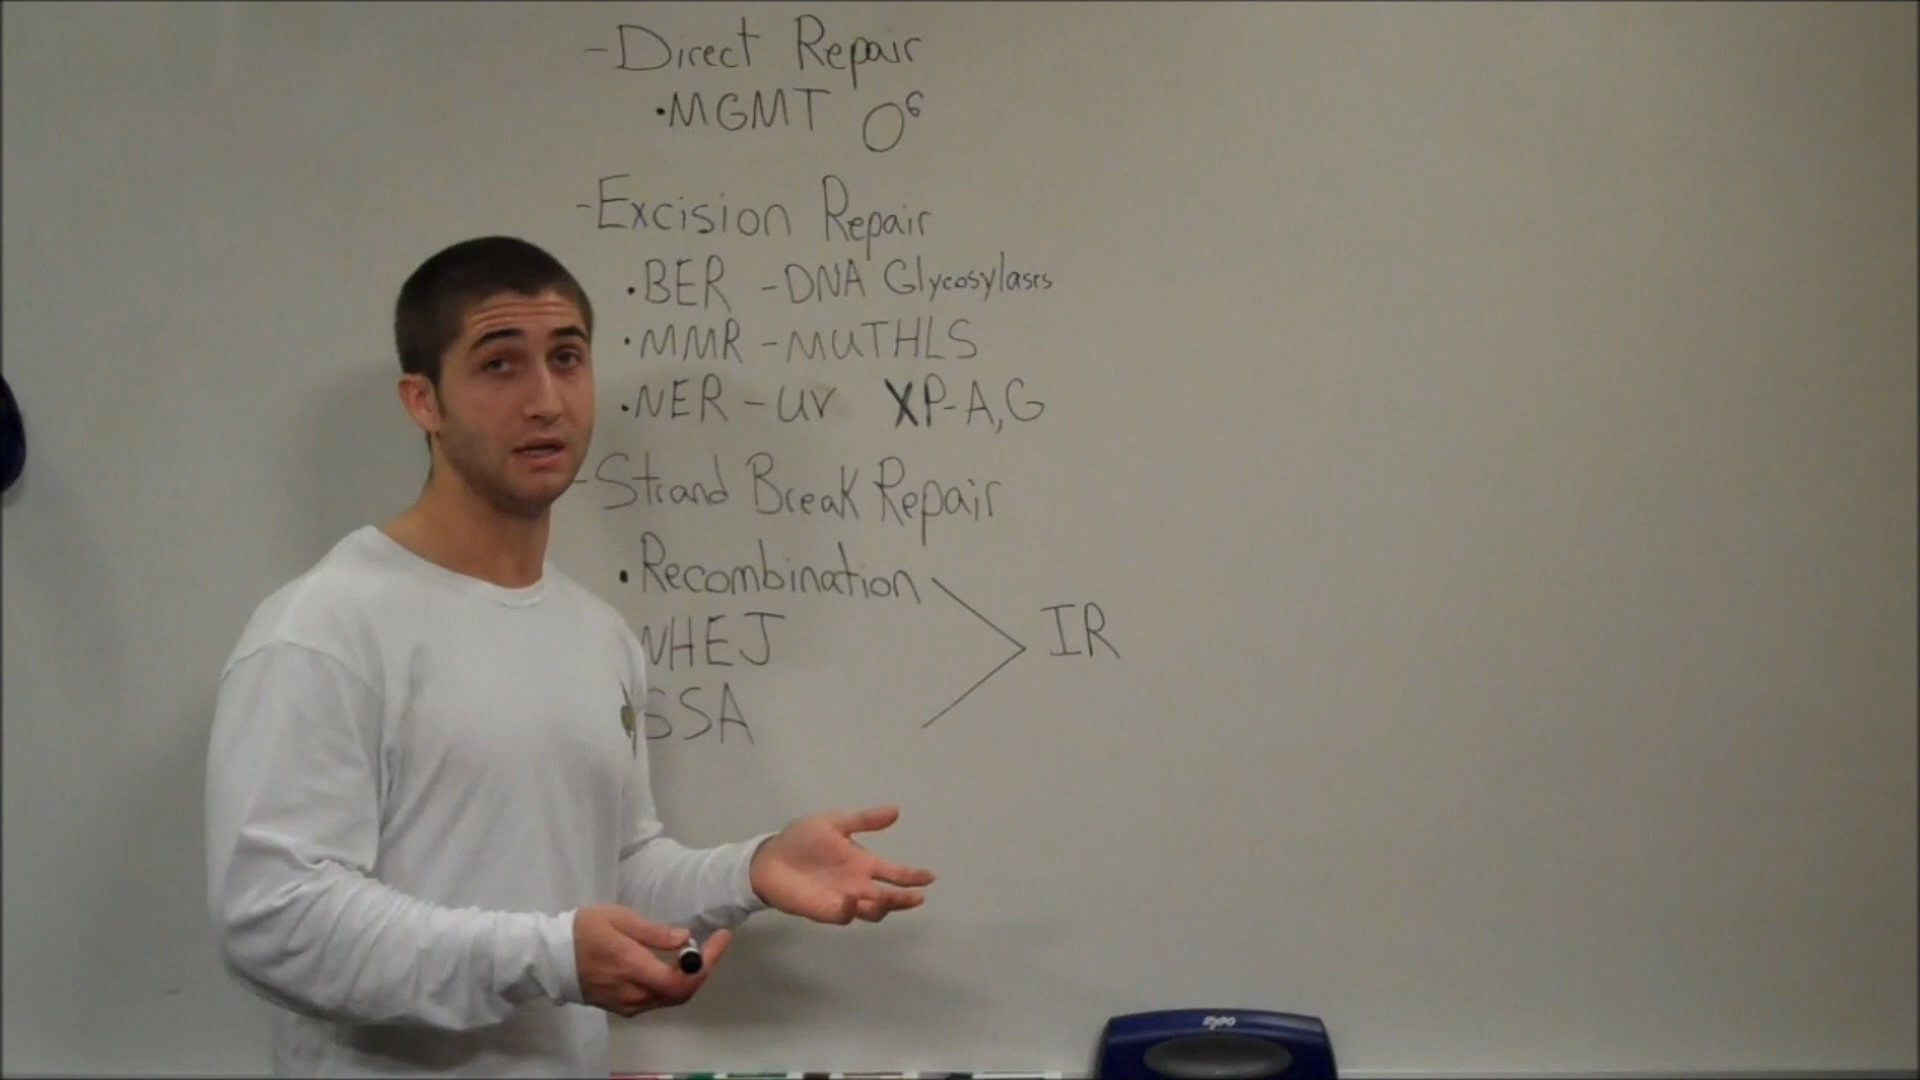 -Direct Repair
•MGMT O⁶
-Excision Repair
•BER -DNA Glycosylases
•MMR -MUTHLS
•NER -UV XP-A,G
-Strand Break Repair
•Recombination
NHEJ
IR
SSA
EXPO